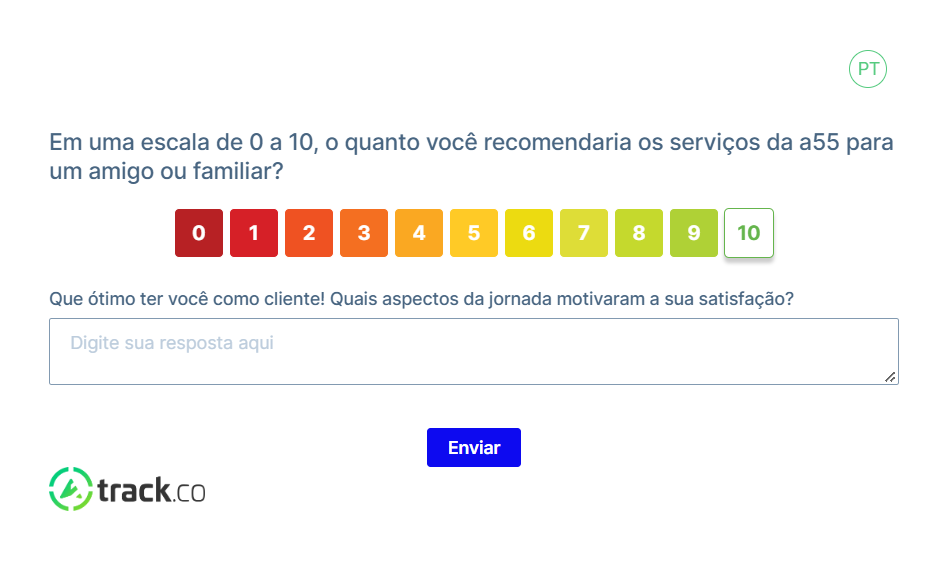 PT
Em uma escala de 0 a 10, o quanto você recomendaria os serviços da a55 para
um amigo ou familiar?
0 1 2 3 4 5 6 7 8 9 10
Que ótimo ter você como cliente! Quais aspectos da jornada motivaram a sua satisfação?
Digite sua resposta aqui
Enviar
track.co